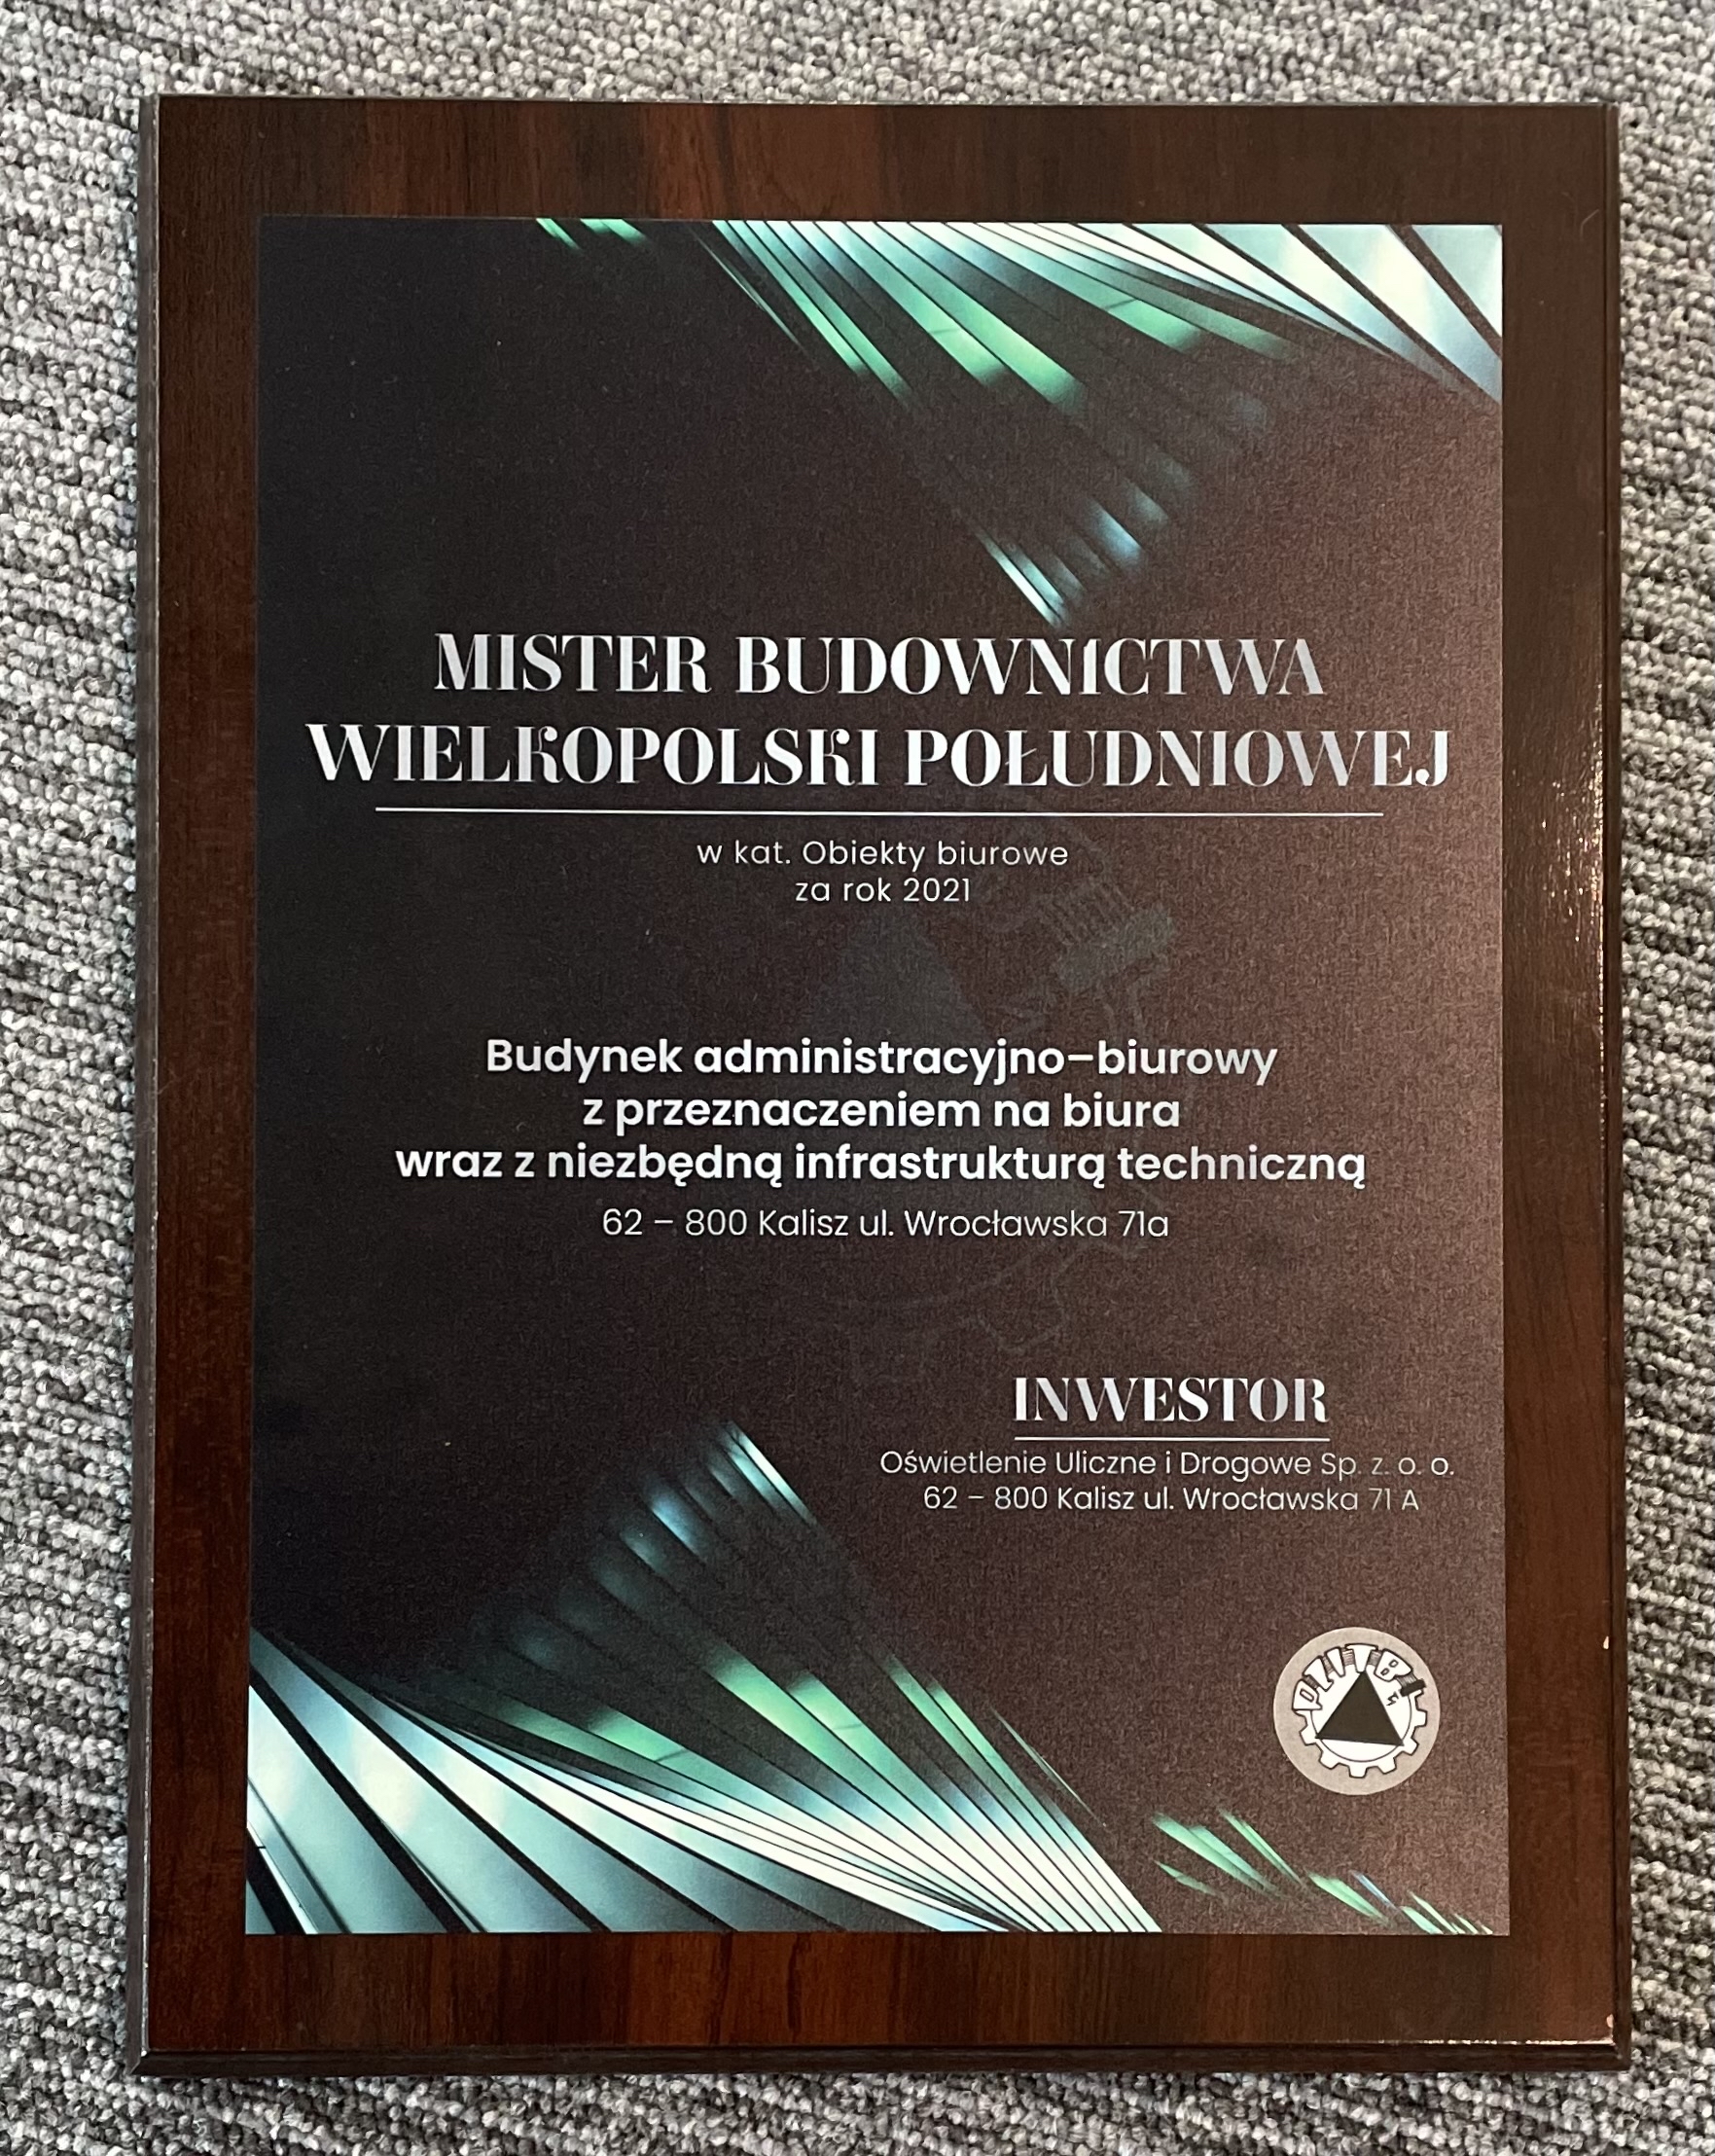 MISTER BUDOWNICTWA
WIELKOPOLSKI POŁUDNIOWEJ
w kat. Obiekty biurowe
za rok 2021
Budynek administracyjno–biurowy
z przeznaczeniem na biura
wraz z niezbędną infrastrukturą techniczną
62 – 800 Kalisz ul. Wrocławska 71a
INWESTOR
Oświetlenie Uliczne i Drogowe Sp. z. o. o.
62 – 800 Kalisz ul. Wrocławska 71 A
PZITB